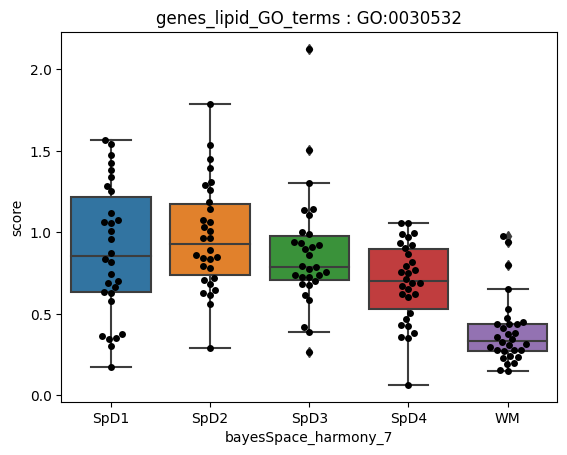 genes_lipid_GO_terms : GO:0030532
2.0
1.5
1.0
0.5
0.0
score
SpD1 SpD2 SpD3 SpD4 WM
bayesSpace_harmony_7